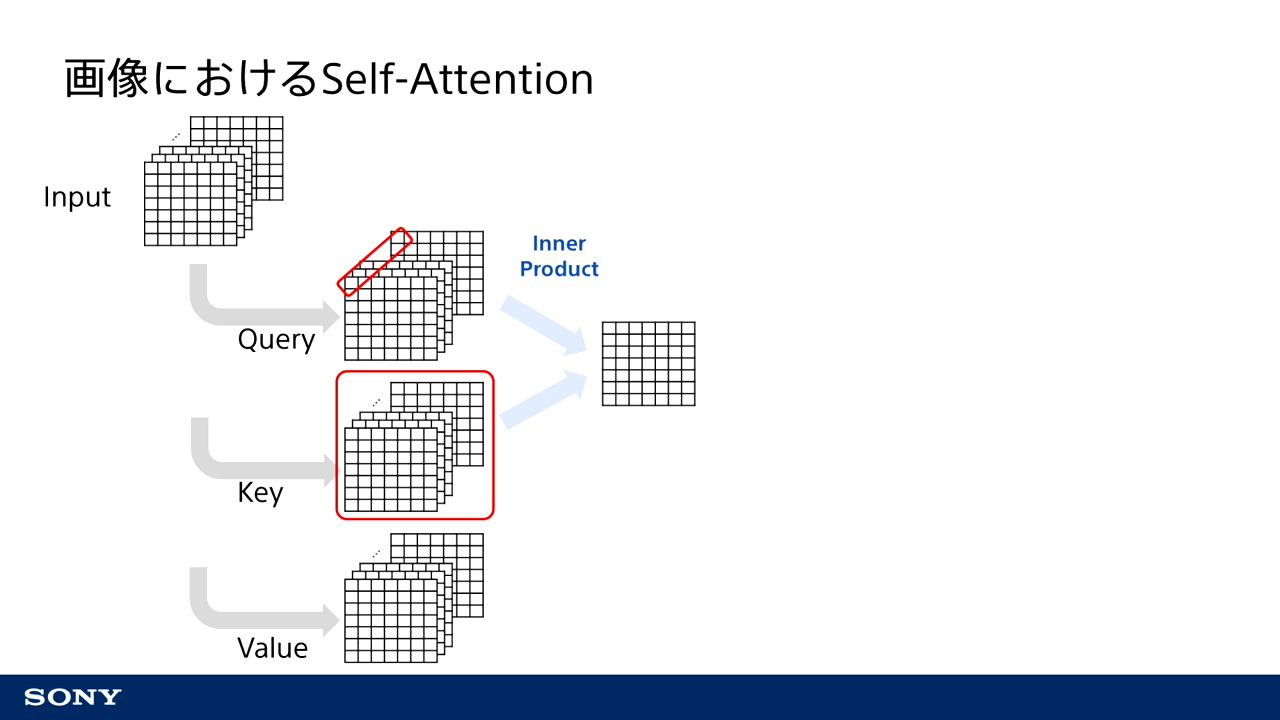 画像におけるSelf-Attention
Input
Inner
Product
Query
Key
Value
SONY